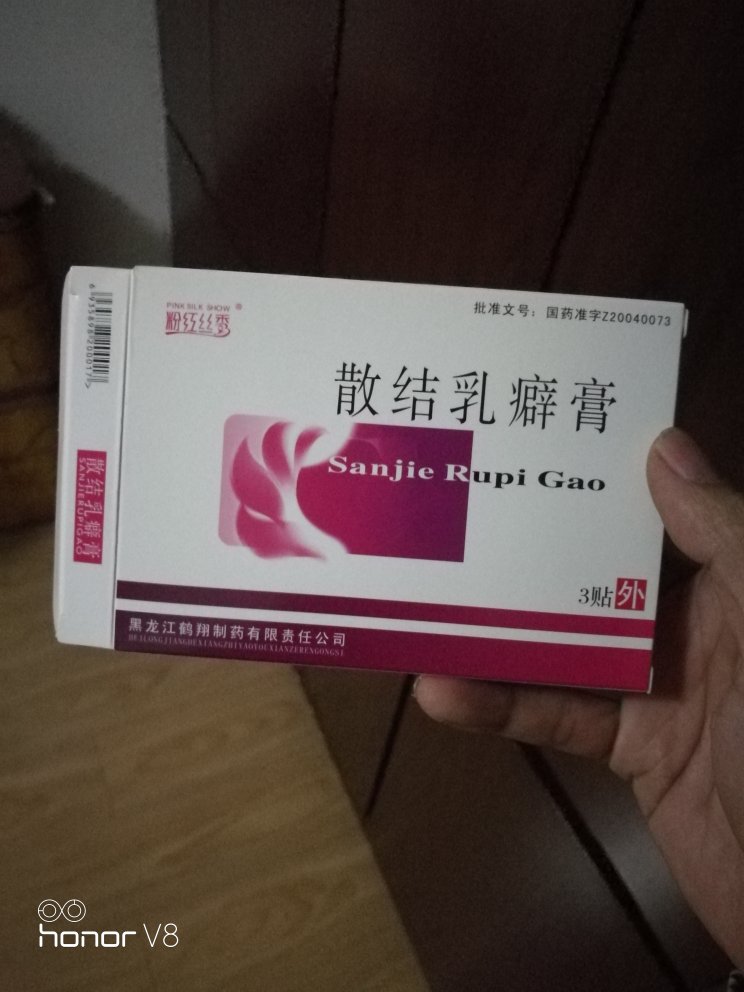 PINK SILK SHOW ®
粉红丝秀
批准文号：国药准字Z20040073
散结乳癖膏
Sanjie Rupi Gao
3贴 外
黑龙江鹤翔制药有限责任公司
散结乳癖膏
SANJIERUPIGAO
honor V8